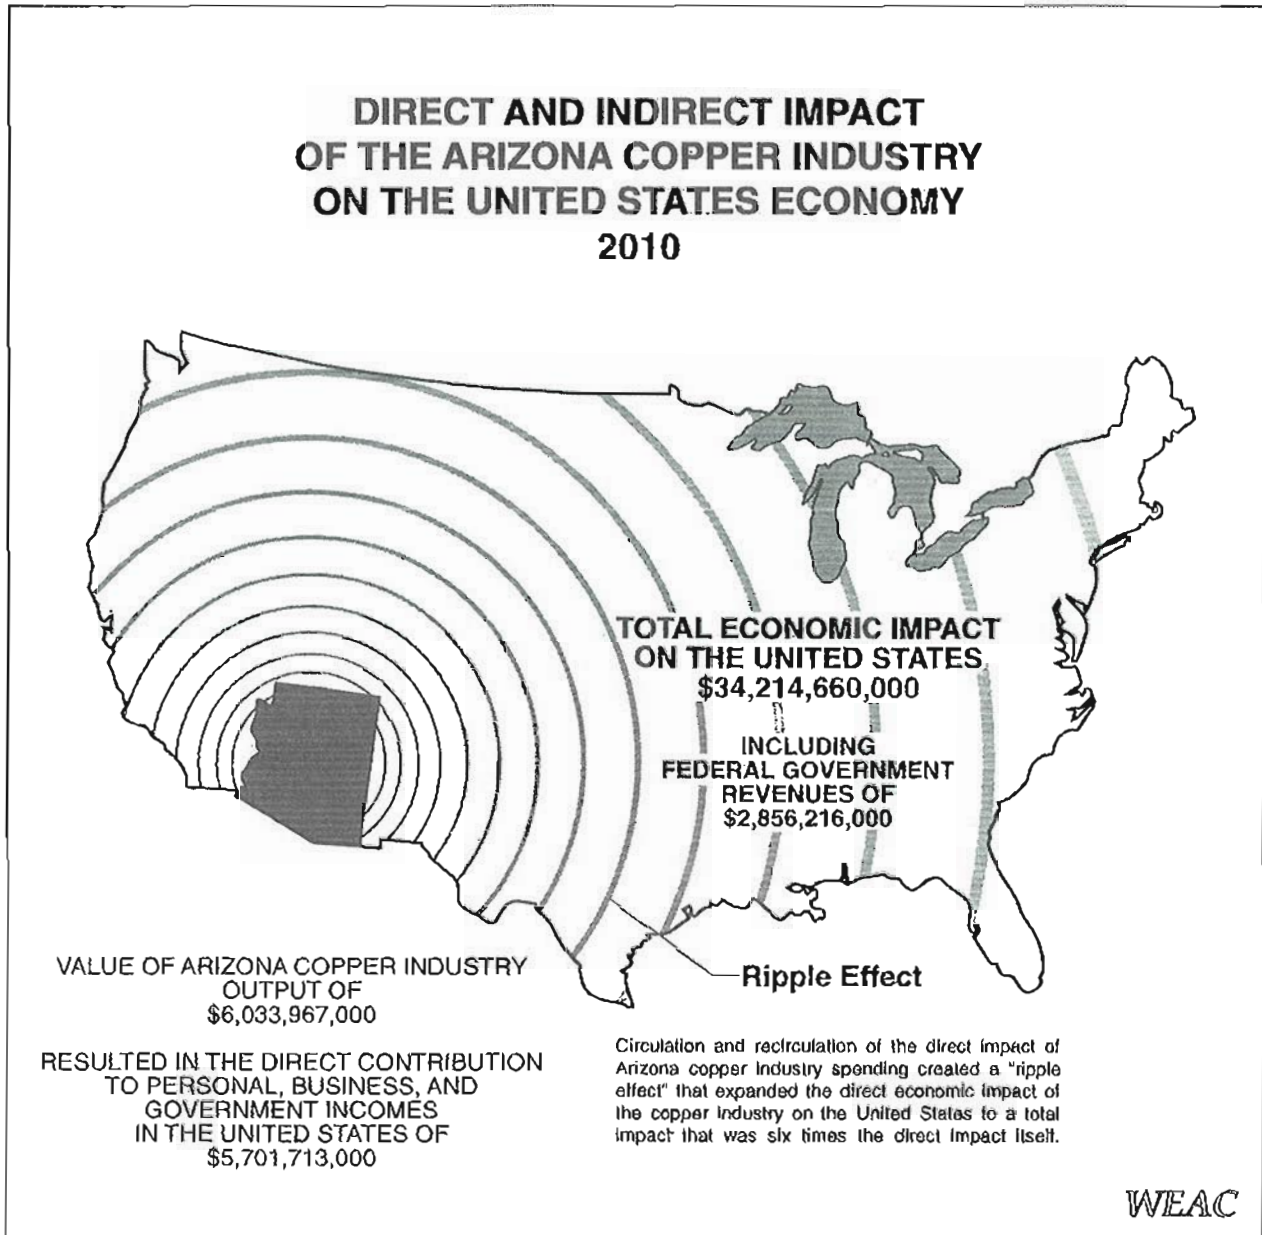 DIRECT AND INDIRECT IMPACT
OF THE ARIZONA COPPER INDUSTRY
ON THE UNITED STATES ECONOMY
2010
TOTAL ECONOMIC IMPACT
ON THE UNITED STATES
$34,214,660,000
INCLUDING
FEDERAL GOVERNMENT
REVENUES OF
$2,856,216,000
Ripple Effect
VALUE OF ARIZONA COPPER INDUSTRY
OUTPUT OF
$6,033,967,000
RESULTED IN THE DIRECT CONTRIBUTION
TO PERSONAL, BUSINESS, AND
GOVERNMENT INCOMES
IN THE UNITED STATES OF
$5,701,713,000
Circulation and recirculation of the direct impact of
Arizona copper industry spending created a "ripple
effect" that expanded the direct economic impact of
the copper industry on the United States to a total
impact that was six times the direct impact itself.
WEAC